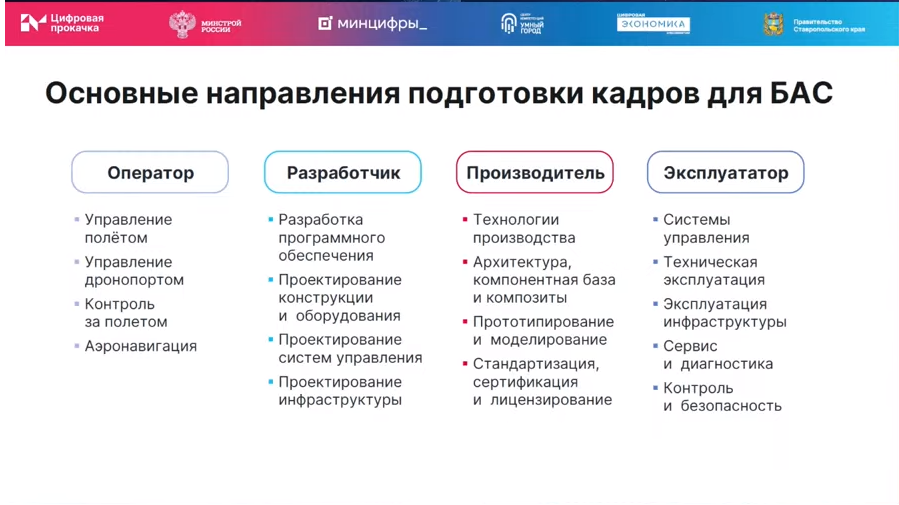 Цифровая
прокачка
МИНСТРОЙ
РОССИИ
минцифры_
ЦЕНТР
КОМПЕТЕНЦИЙ
УМНЫЙ
ГОРОД
ЦИФРОВАЯ
ЭКОНОМИКА
Правительство
Ставропольского края
Основные направления подготовки кадров для БАС
Оператор
Управление
полётом
Управление
дронопортом
Контроль
за полетом
Аэронавигация
Разработчик
Разработка
программного
обеспечения
Проектирование
конструкции
и оборудования
Проектирование
систем управления
Проектирование
инфраструктуры
Производитель
Технологии
производства
Архитектура,
компонентная база
и композиты
Прототипирование
и моделирование
Стандартизация,
сертификация
и лицензирование
Эксплуататор
Системы
управления
Техническая
эксплуатация
Эксплуатация
инфраструктуры
Сервис
и диагностика
Контроль
и безопасность